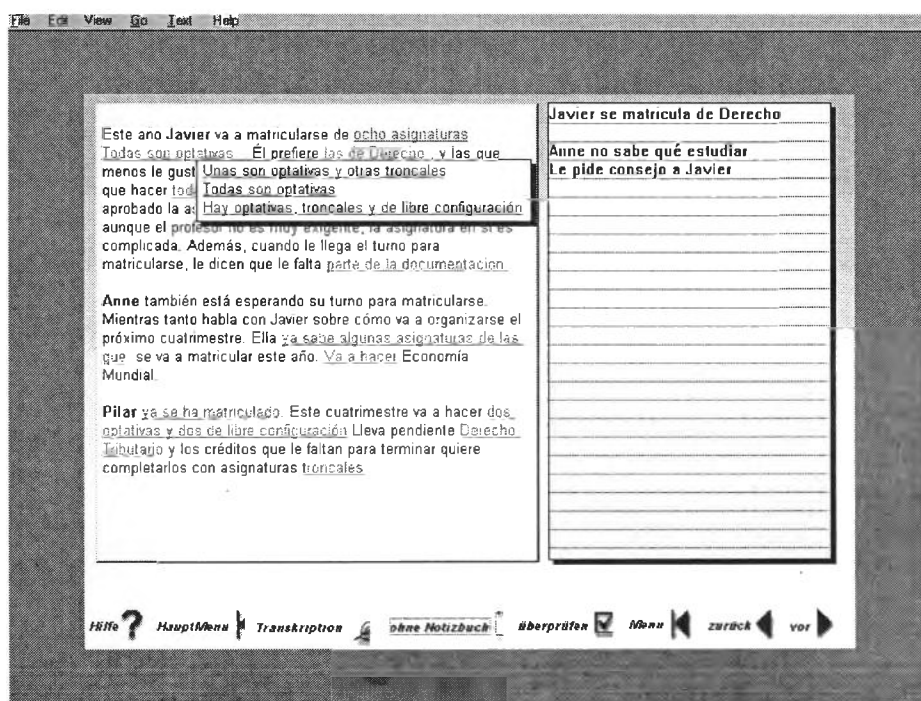 File Edit View Go Text Help
Este ano Javier va a matricularse de ocho asignaturas
Todas son optativas Él prefiere las de Derecho , y las que
menos le gust
que hacer tod
aprobado la as
Unas son optativas y otras troncales
Todas son optativas
Hay optativas, troncales y de libre configuración
aunque el profesor no es muy exigente, la asignatura en sí es
complicada. Además, cuando le llega el turno para
matricularse, le dicen que le falta parte de la documentacion
Anne también está esperando su turno para matricularse.
Mientras tanto habla con Javier sobre cómo va a organizarse el
próximo cuatrimestre. Ella ya sabe algunas asignaturas de las
que se va a matricular este año. Va a hacer Economía
Mundial.
Pilar ya se ha matriculado. Este cuatrimestre va a hacer dos
optativas y dos de libre configuración Lleva pendiente Derecho
Tributario y los créditos que le faltan para terminar quiere
completarlos con asignaturas troncales
Javier se matricula de Derecho
Anne no sabe qué estudiar
Le pide consejo a Javier
Hilfe ? HauptMenu Transkription ohne Notizbuch überprüfen Menu zurück vor